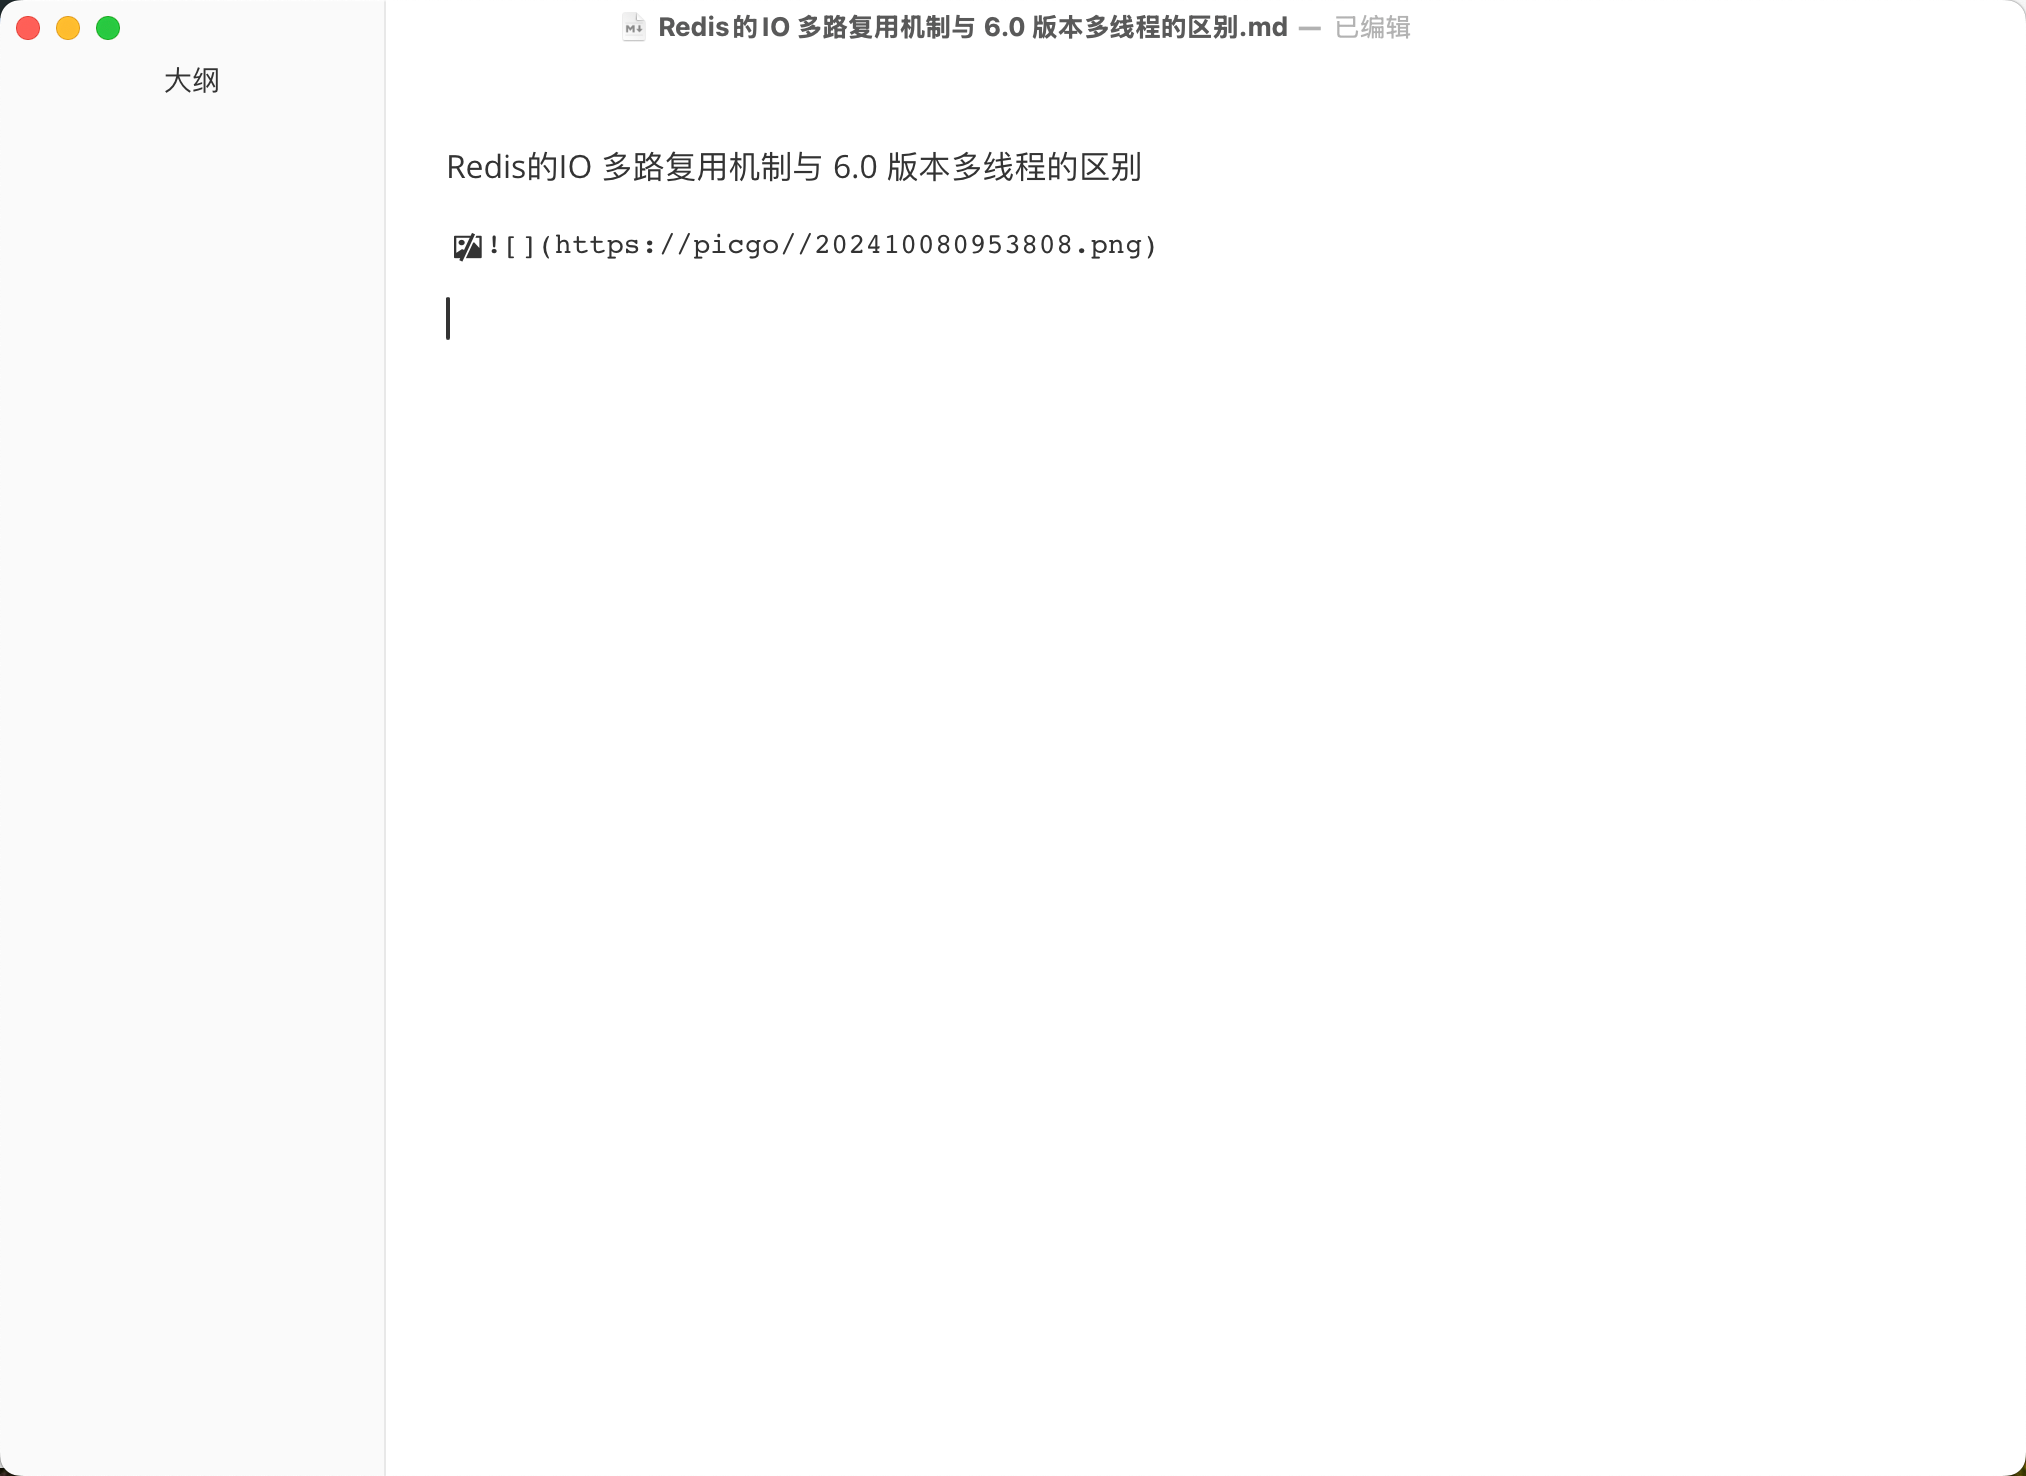 Redis的IO 多路复用机制与 6.0 版本多线程的区别.md — 已编辑
大纲
Redis的IO 多路复用机制与 6.0 版本多线程的区别
![](https://picgo//202410080953808.png)